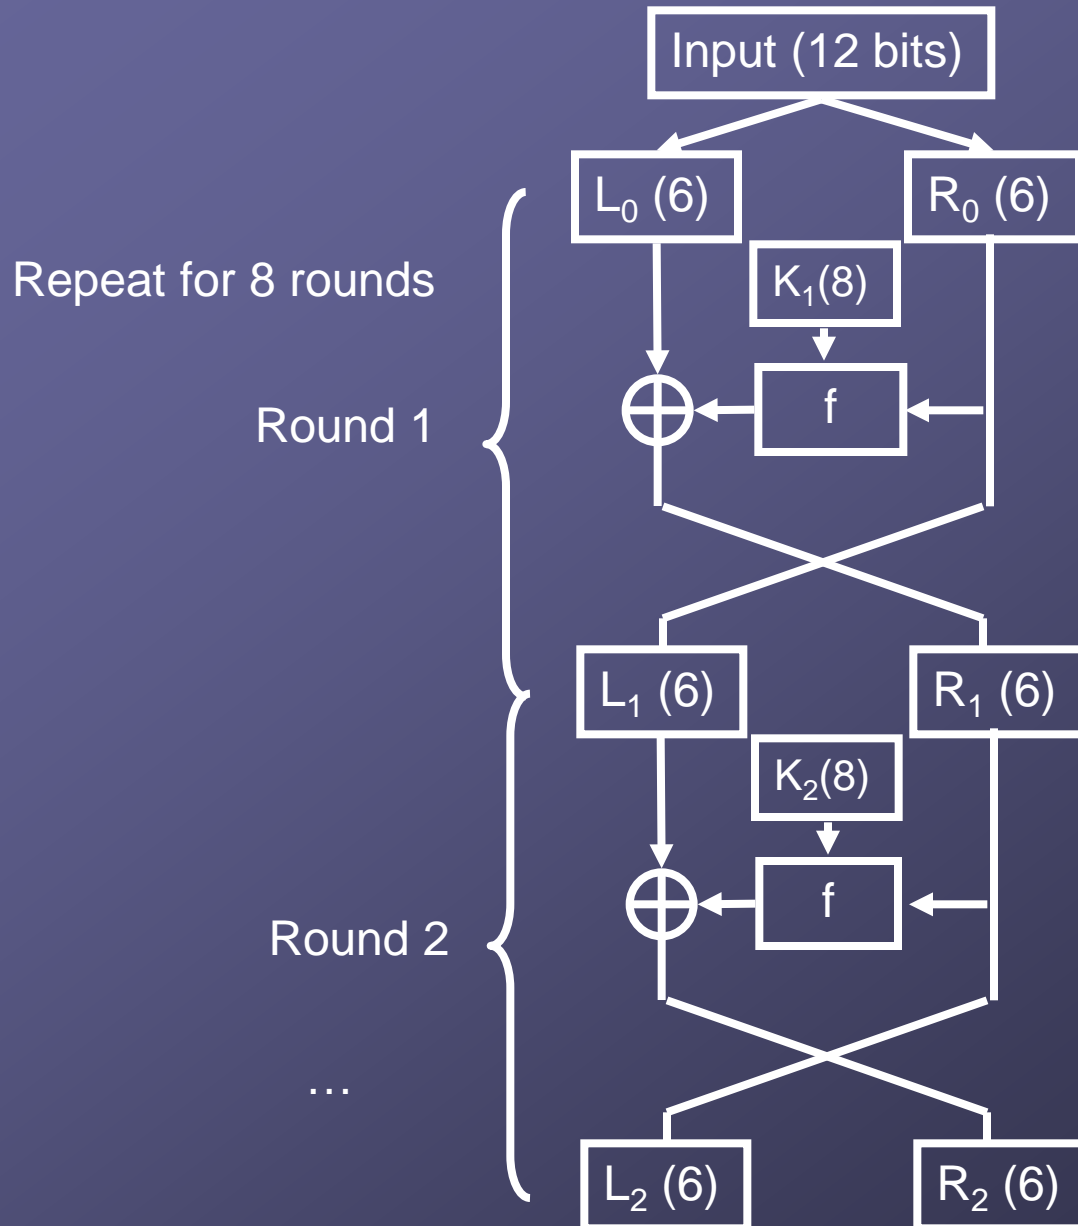 Input (12 bits)
L₀ (6)
R₀ (6)
Repeat for 8 rounds
K₁(8)
Round 1
f
L₁ (6)
R₁ (6)
K₂(8)
f
Round 2
…
L₂ (6)
R₂ (6)